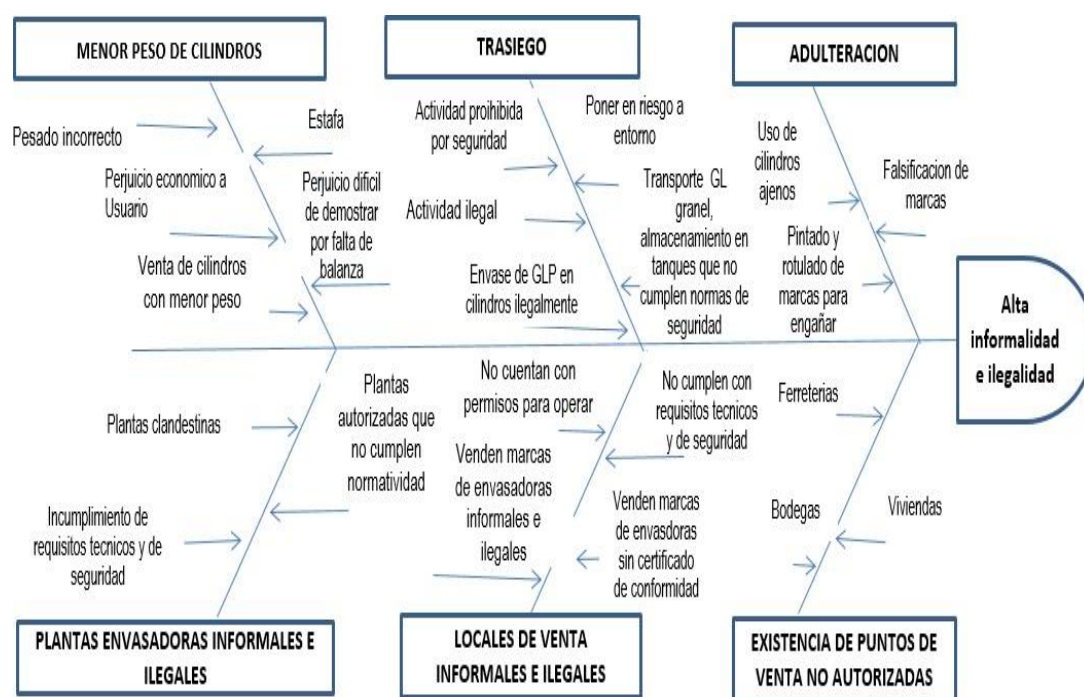 MENOR PESO DE CILINDROS
TRASIEGO
ADULTERACION
Pesado incorrecto
Estafa
Perjuicio economico a
Usuario
Perjuicio dificil
de demostrar
por falta de
balanza
Venta de cilindros
con menor peso
Actividad prohibida
por seguridad
Poner en riesgo a
entorno
Actividad ilegal
Transporte GL
granel,
almacenamiento en
tanques que no
cumplen normas de
seguridad
Envase de GLP en
cilindros ilegalmente
Uso de
cilindros
ajenos
Falsificacion de
marcas
Pintado y
rotulado de
marcas para
engañar
Alta
informalidad
e ilegalidad
Plantas clandestinas
Plantas
autorizadas que
no cumplen
normatividad
Incumplimiento de
requisitos tecnicos y de
seguridad
No cuentan con
permisos para operar
No cumplen con
requisitos tecnicos
y de seguridad
Venden marcas
de envasadoras
informales e
ilegales
Venden marcas
de envasdoras
sin certificado
de conformidad
Ferreterias
Bodegas
Viviendas
PLANTAS ENVASADORAS INFORMALES E
ILEGALES
LOCALES DE VENTA
INFORMALES E ILEGALES
EXISTENCIA DE PUNTOS DE
VENTA NO AUTORIZADAS